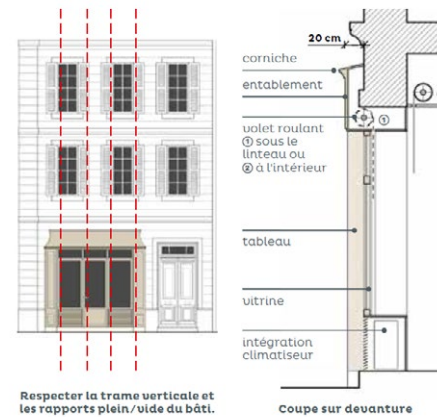 20 cm
corniche
entablement
volet roulant
① sous le
linteau ou
② à l'intérieur
①
tableau
vitrine
intégration
climatiseur
Respecter la trame verticale et
les rapports plein/vide du bâti.
Coupe sur devanture